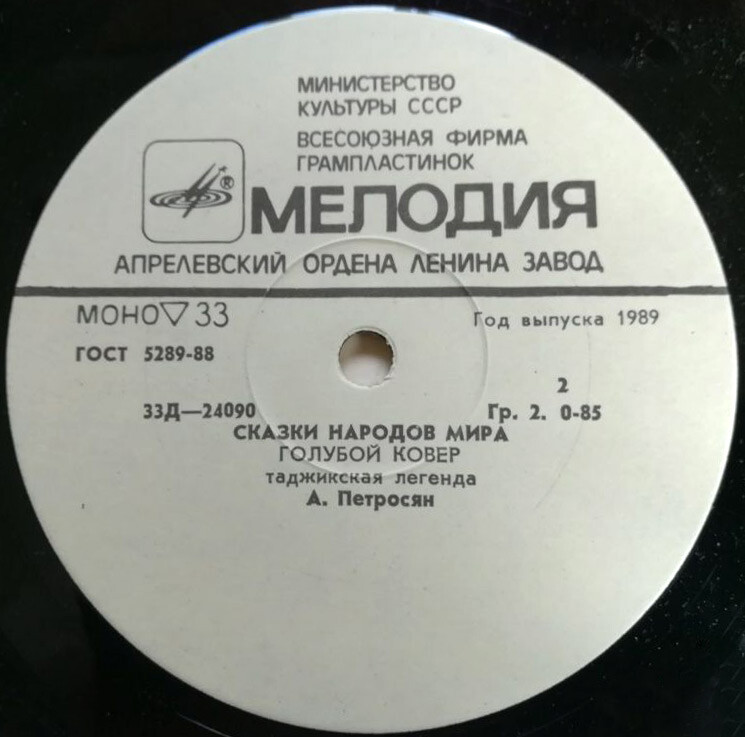 МИНИСТЕРСТВО
КУЛЬТУРЫ СССР
ВСЕСОЮЗНАЯ ФИРМА
ГРАМПЛАСТИНОК
®
МЕЛОДИЯ
АПРЕЛЕВСКИЙ ОРДЕНА ЛЕНИНА ЗАВОД
МОНО 33
Год выпуска 1989
ГОСТ 5289-88
2
33Д—24090
Гр. 2. 0-85
СКАЗКИ НАРОДОВ МИРА
ГОЛУБОЙ КОВЕР
таджикская легенда
А. Петросян